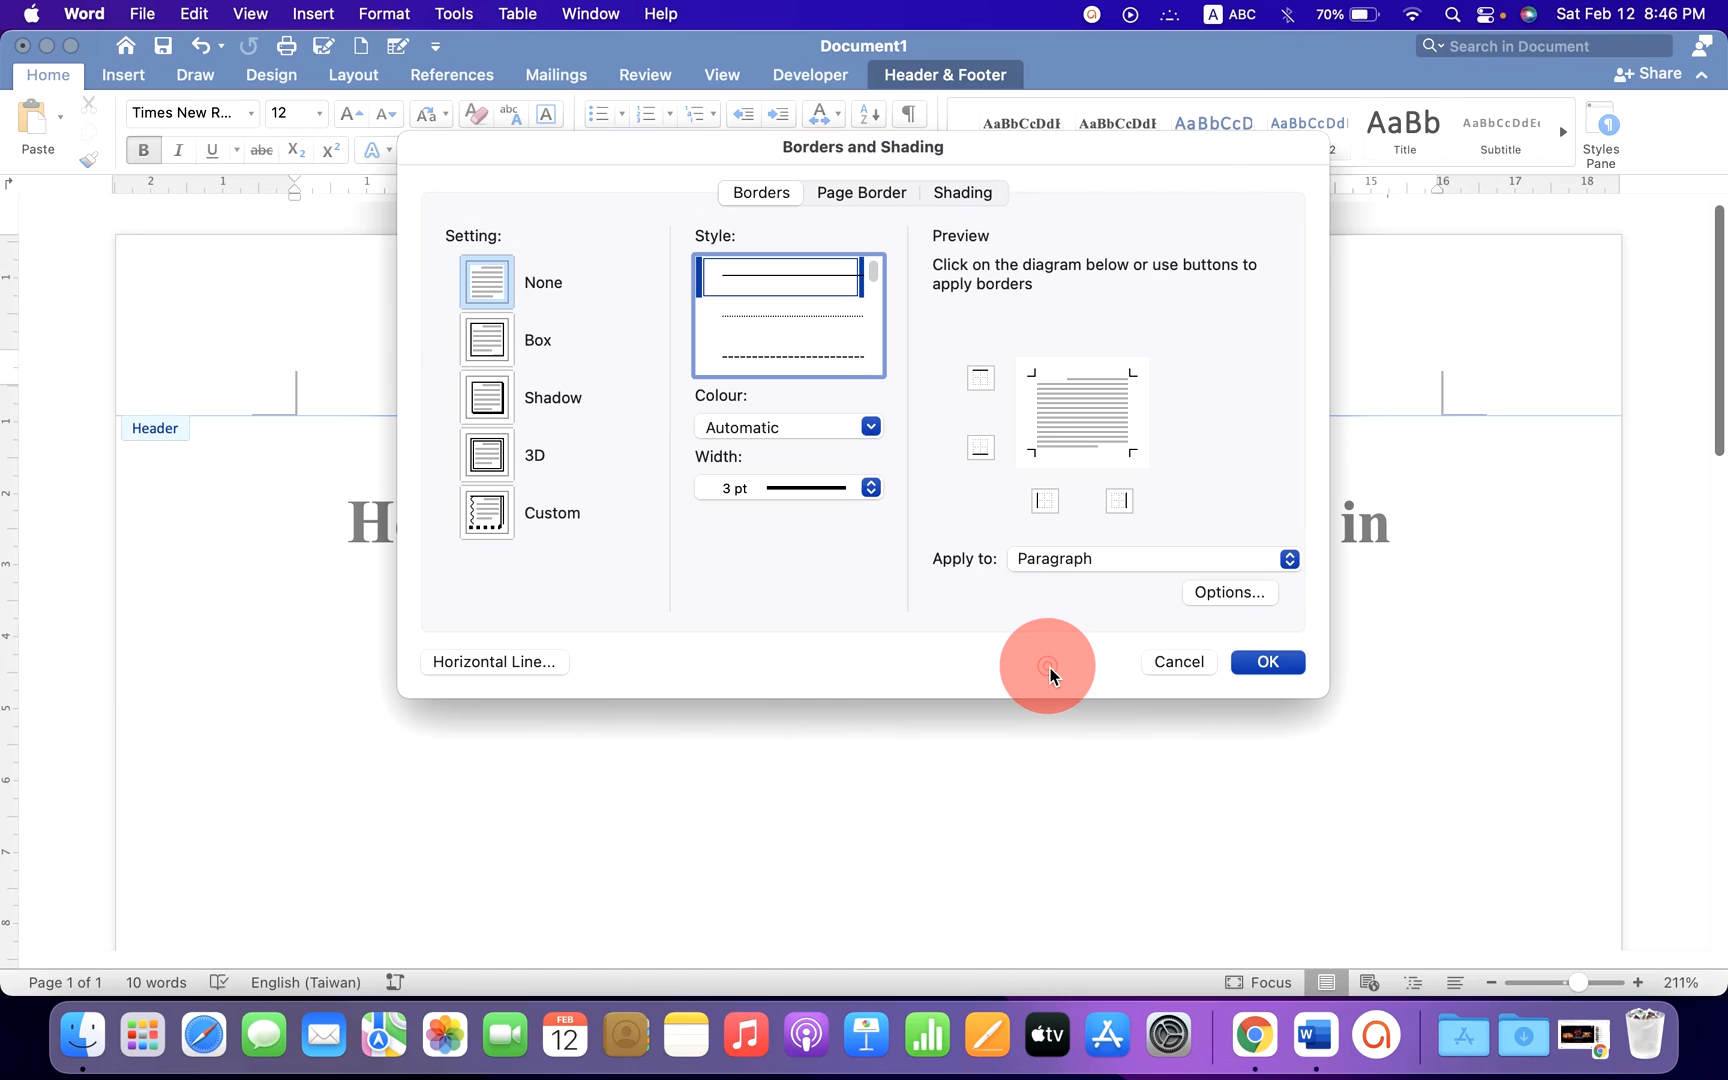 Word File Edit View Insert Format Tools Table Window Help
A ABC 70% Sat Feb 12 8:46 PM
Document1
Search in Document
Home Insert Draw Design Layout References Mailings Review View Developer Header & Footer
Share
Times New R... 12
Paste
AaBbCcDdE AaBbCcDdE AaBbCcD AaBbCcDd AaBb AaBbCcDdEe
Title Subtitle
Styles
Pane
Borders and Shading
Borders Page Border Shading
Setting:
None
Box
Shadow
3D
Custom
Style:
Colour:
Automatic
Width:
3 pt
Preview
Click on the diagram below or use buttons to
apply borders
Apply to: Paragraph
Options...
Horizontal Line...
Cancel OK
Header
in
Page 1 of 1 10 words English (Taiwan)
Focus 211%
FEB
12
tv